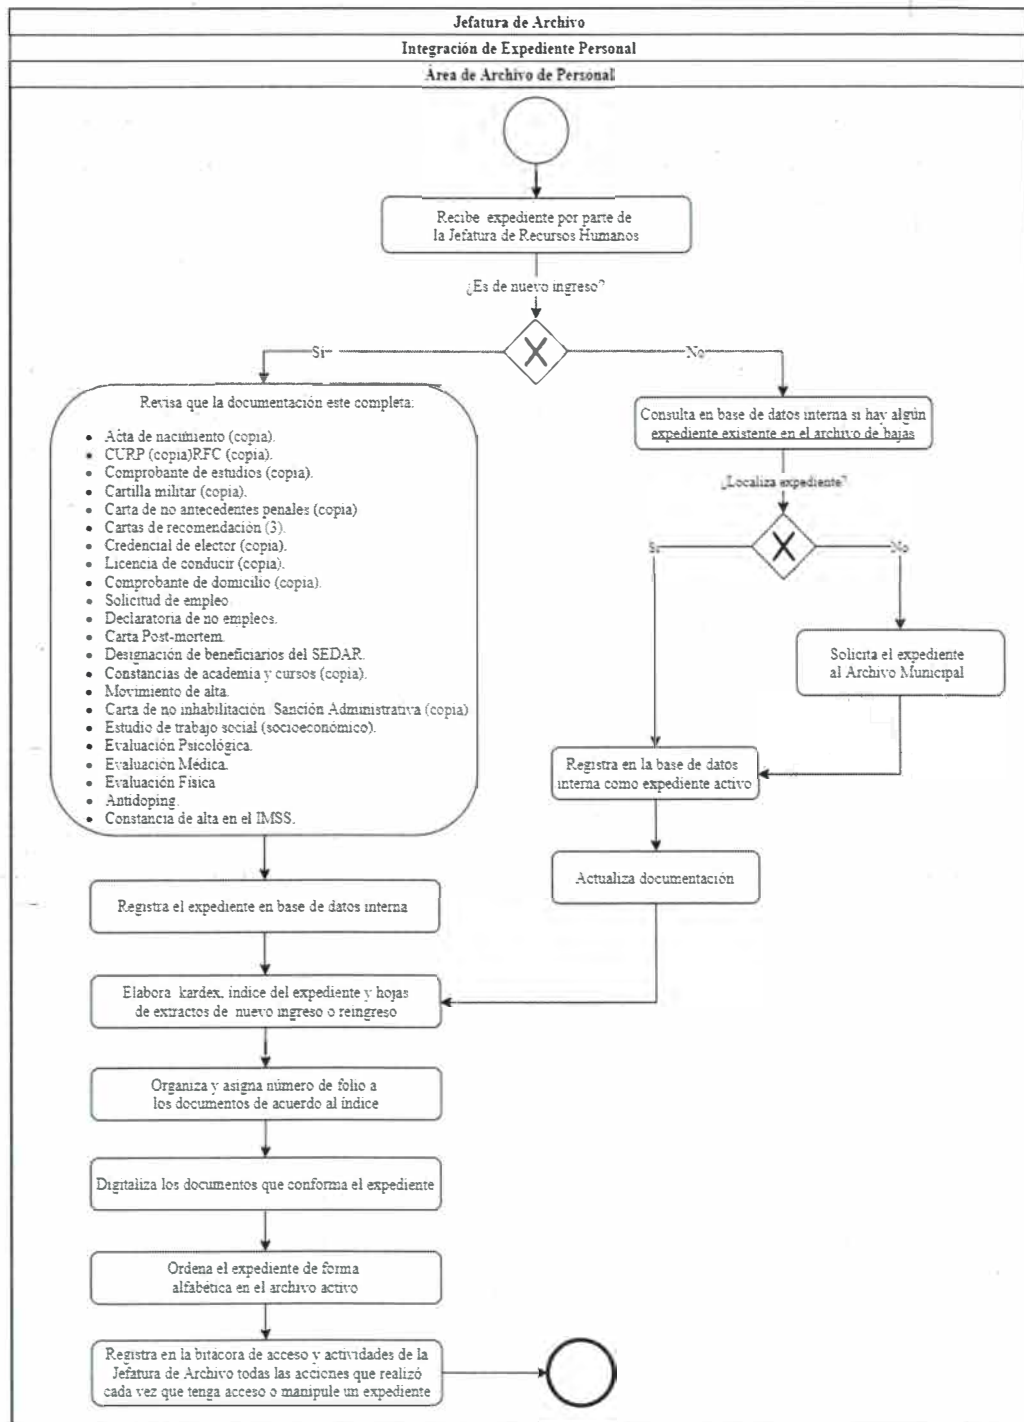 Jefatura de Archivo
Integración de Expediente Personal
Área de Archivo de Personal
Recibe expediente por parte de
la Jefatura de Recursos Humanos
¿Es de nuevo ingreso?
Si
No
Revisa que la documentación este completa:
• Acta de nacimiento (copia).
• CURP (copia)RFC (copia).
• Comprobante de estudios (copia).
• Cartilla militar (copia).
• Carta de no antecedentes penales (copia)
• Cartas de recomendación (3).
• Credencial de elector (copia).
• Licencia de conducir (copia).
• Comprobante de domicilio (copia).
• Solicitud de empleo
• Declaratoria de no empleos.
• Carta Post-mortem.
• Designación de beneficiarios del SEDAR.
• Constancias de academia y cursos (copia).
• Movimiento de alta.
• Carta de no inhabilitación Sanción Administrativa (copia)
• Estudio de trabajo social (socioeconómico).
• Evaluación Psicológica.
• Evaluación Médica.
• Evaluación Física
• Antidoping.
• Constancia de alta en el IMSS.
Consulta en base de datos interna si hay algún
expediente existente en el archivo de bajas
¿Localiza expediente?
Si
No
Solicita el expediente
al Archivo Municipal
Registra en la base de datos
interna como expediente activo
Actualiza documentación
Registra el expediente en base de datos interna
Elabora kardex, índice del expediente y hojas
de extractos de nuevo ingreso o reingreso
Organiza y asigna número de folio a
los documentos de acuerdo al índice
Digitaliza los documentos que conforma el expediente
Ordena el expediente de forma
alfabética en el archivo activo
Registra en la bitácora de acceso y actividades de la
Jefatura de Archivo todas las acciones que realizó
cada vez que tenga acceso o manipule un expediente